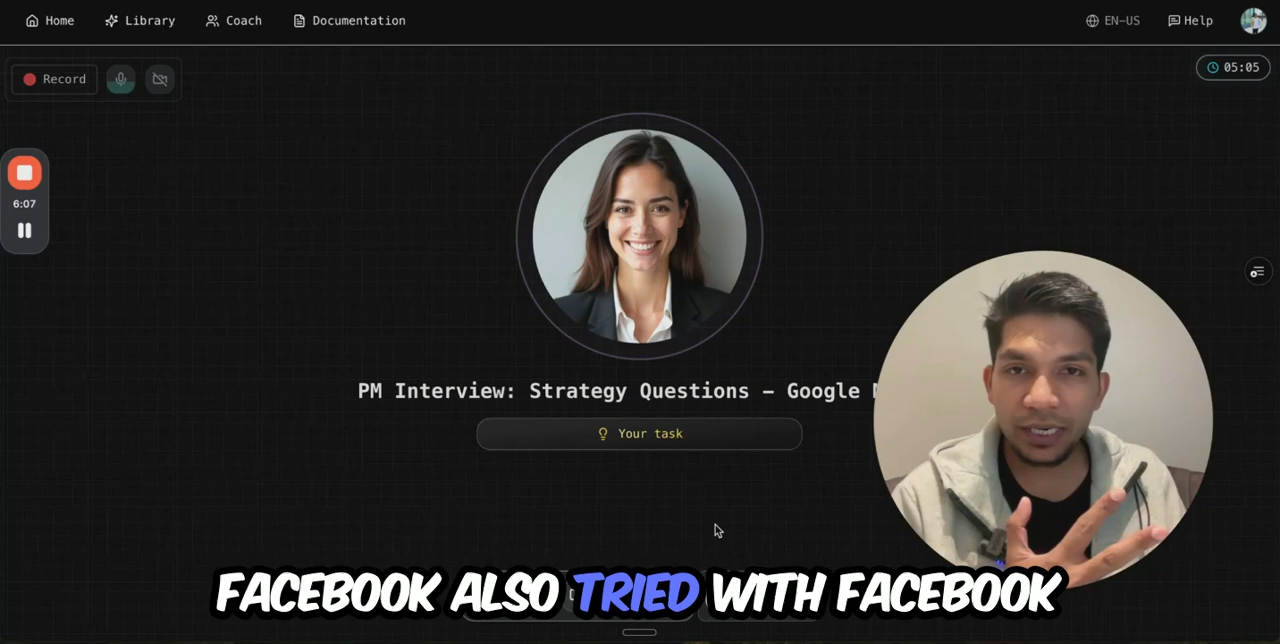 Home Library Coach Documentation EN-US Help
Record 05:05
6:07
PM Interview: Strategy Questions – Google
Your task
FACEBOOK ALSO TRIED WITH FACEBOOK